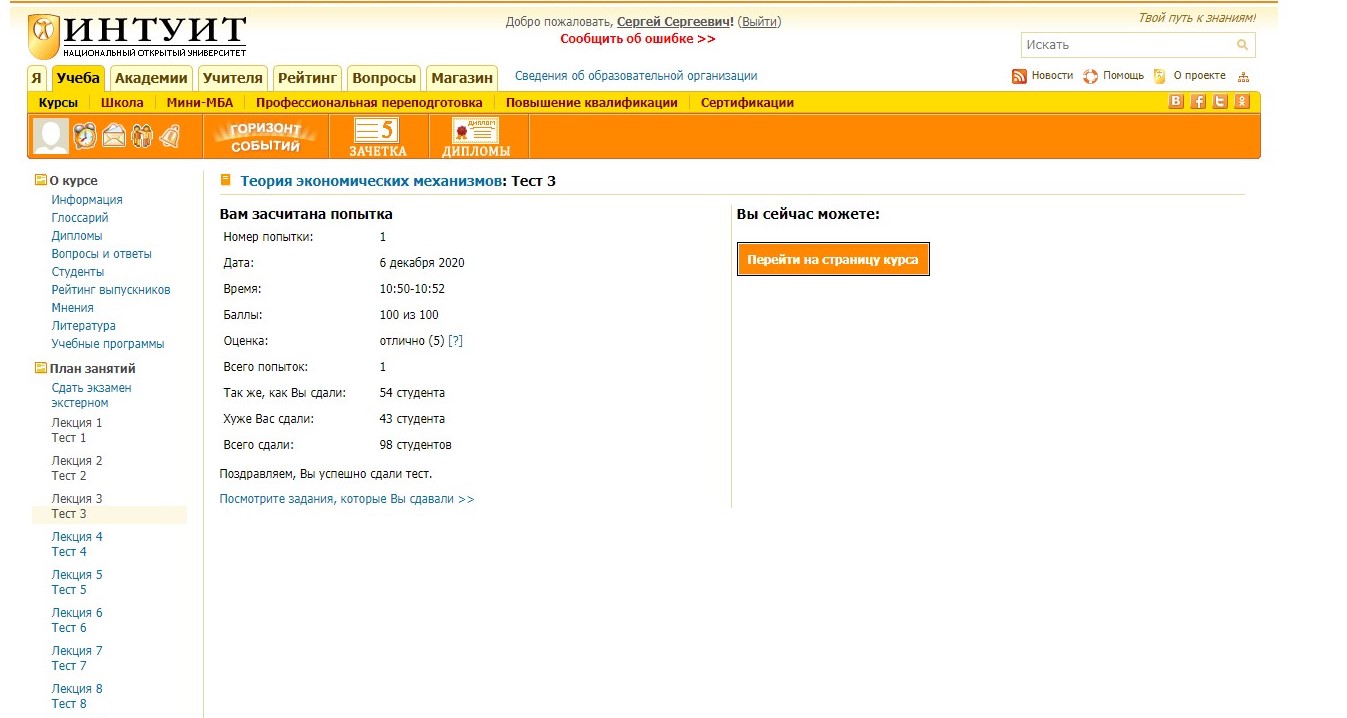 ИНТУИТ
НАЦИОНАЛЬНЫЙ ОТКРЫТЫЙ УНИВЕРСИТЕТ
Добро пожаловать, Сергей Сергеевич! (Выйти)
Сообщить об ошибке >>
Твой путь к знаниям!
Искать
Я Учеба Академии Учителя Рейтинг Вопросы Магазин Сведения об образовательной организации Новости Помощь О проекте
Курсы Школа Мини-МБА Профессиональная переподготовка Повышение квалификации Сертификации
ГОРИЗОНТ СОБЫТИЙ
5
ЗАЧЕТКА
ДИПЛОМ
ДИПЛОМЫ
О курсе
Информация
Глоссарий
Дипломы
Вопросы и ответы
Студенты
Рейтинг выпускников
Мнения
Литература
Учебные программы
План занятий
Сдать экзамен
экстерном
Лекция 1
Тест 1
Лекция 2
Тест 2
Лекция 3
Тест 3
Лекция 4
Тест 4
Лекция 5
Тест 5
Лекция 6
Тест 6
Лекция 7
Тест 7
Лекция 8
Тест 8
Теория экономических механизмов: Тест 3
Вам засчитана попытка
Номер попытки: 1
Дата: 6 декабря 2020
Время: 10:50-10:52
Баллы: 100 из 100
Оценка: отлично (5) [?]
Всего попыток: 1
Так же, как Вы сдали: 54 студента
Хуже Вас сдали: 43 студента
Всего сдали: 98 студентов
Поздравляем, Вы успешно сдали тест.
Посмотрите задания, которые Вы сдавали >>
Вы сейчас можете:
Перейти на страницу курса